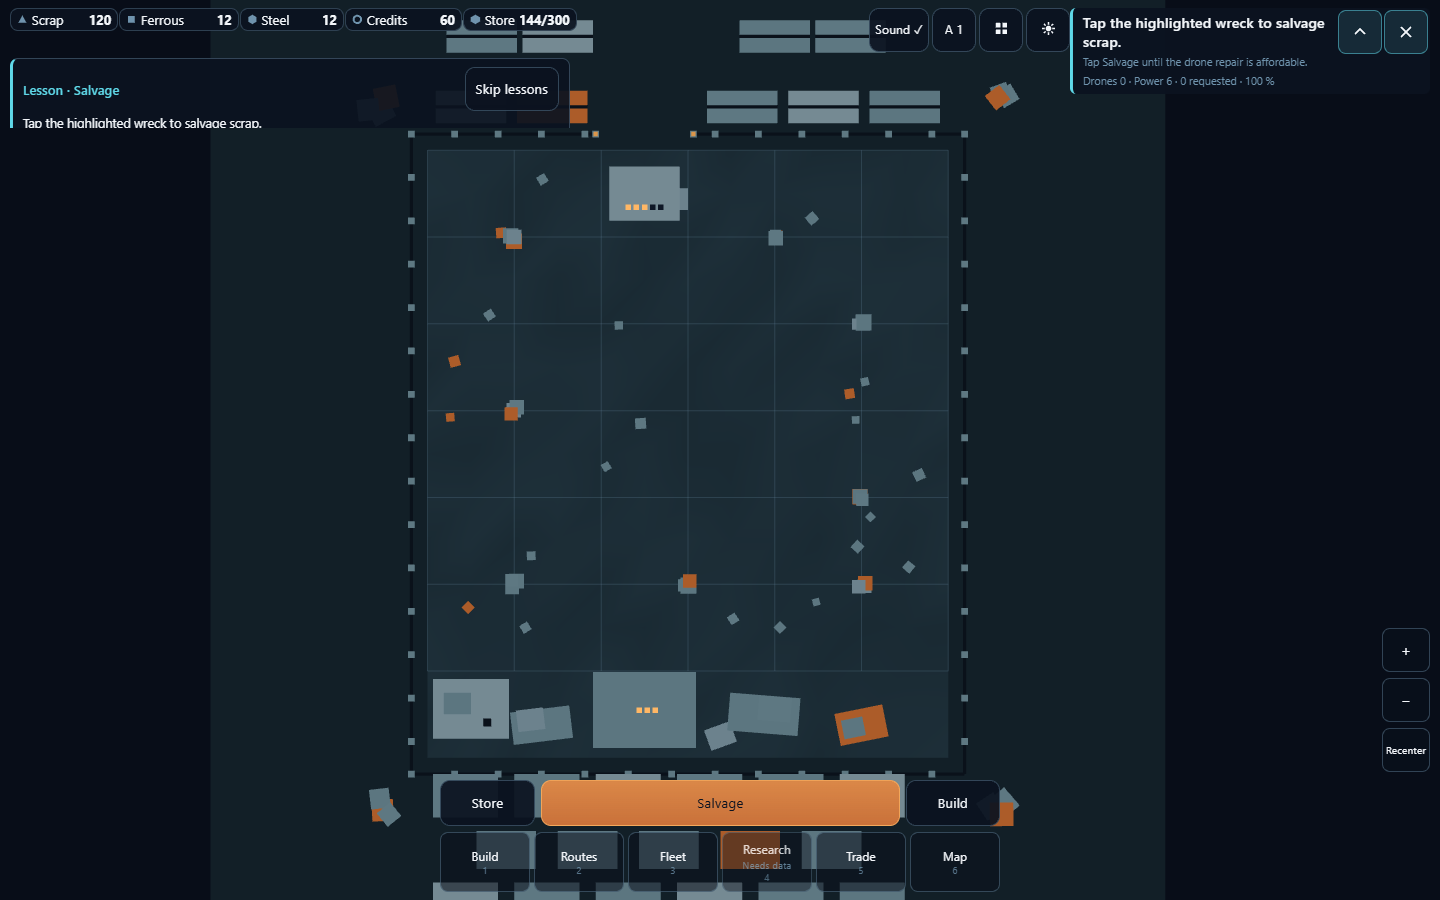 Scrap 120 Ferrous 12 Steel 12 Credits 60 Store 144/300
Sound ✓ A 1
Tap the highlighted wreck to salvage scrap.
Tap Salvage until the drone repair is affordable.
Drones 0 · Power 6 · 0 requested · 100 %
Lesson · Salvage
Skip lessons
Tap the highlighted wreck to salvage scrap.
+
−
Recenter
Store Salvage Build
Build Routes Fleet Research Trade Map
Needs data
1 2 3 4 5 6